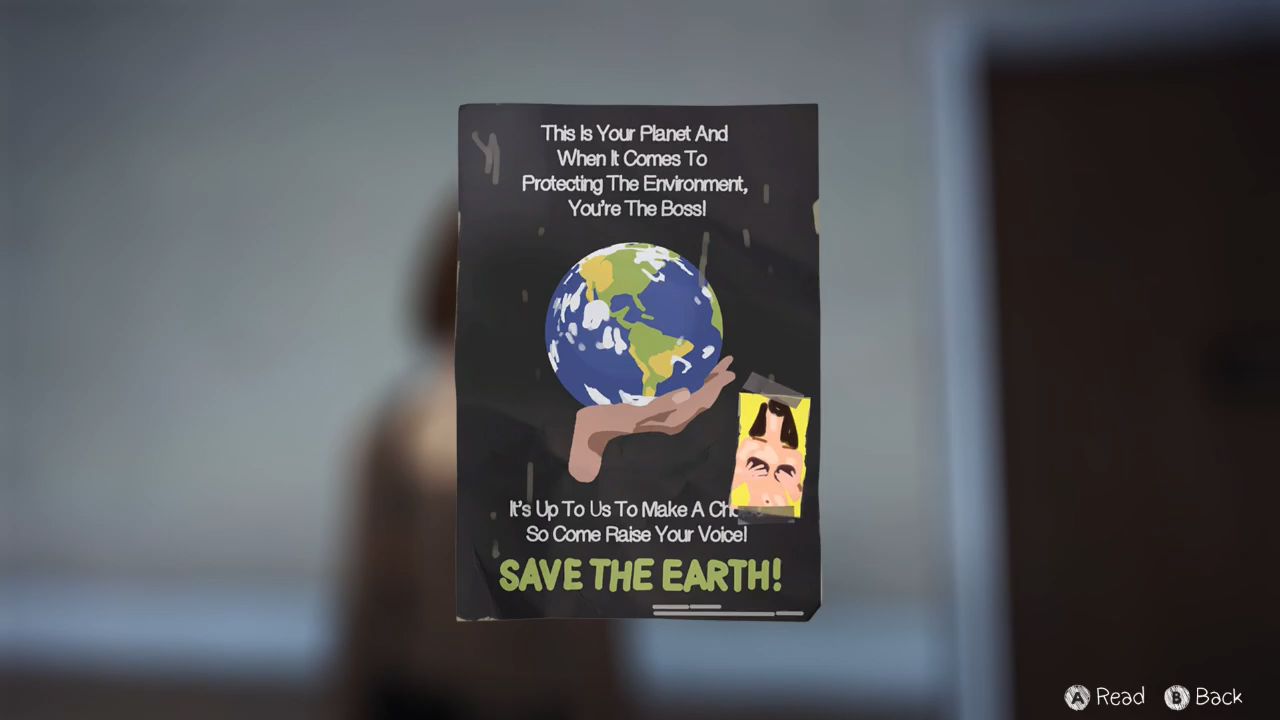 This Is Your Planet And
When It Comes To
Protecting The Environment,
You're The Boss!
It's Up To Us To Make A
So Come Raise Your Voice!
SAVE THE EARTH!
A Read B Back